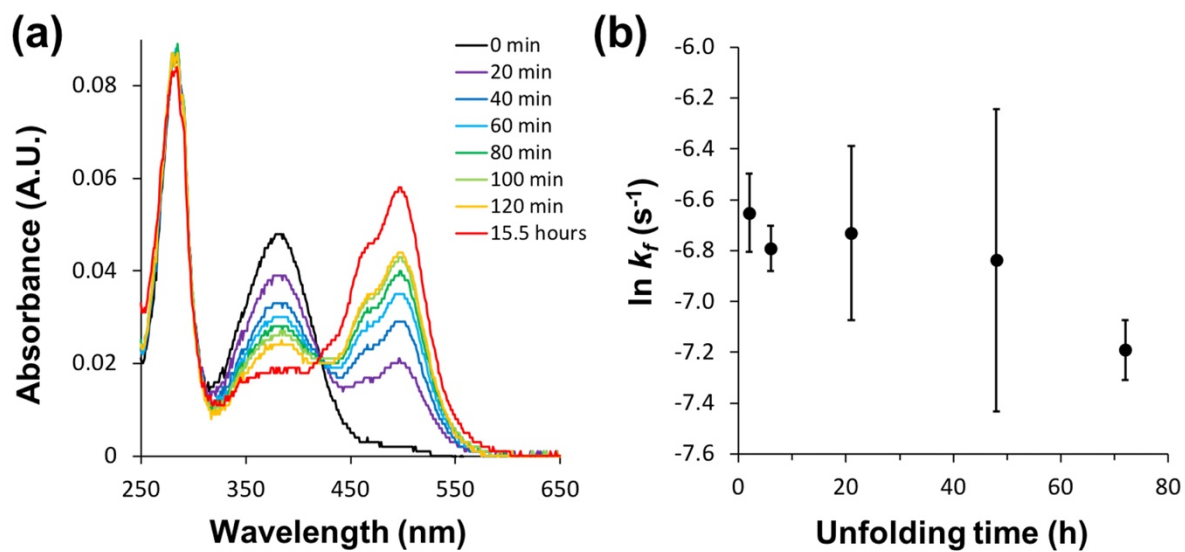 (a)
Absorbance (A.U.)
0.08
0.06
0.04
0.02
0
250
350
450
550
650
Wavelength (nm)
0 min
20 min
40 min
60 min
80 min
100 min
120 min
15.5 hours
(b)
ln kf (s-1)
-6.0
-6.2
-6.4
-6.6
-6.8
-7.0
-7.2
-7.4
-7.6
0
20
40
60
80
Unfolding time (h)